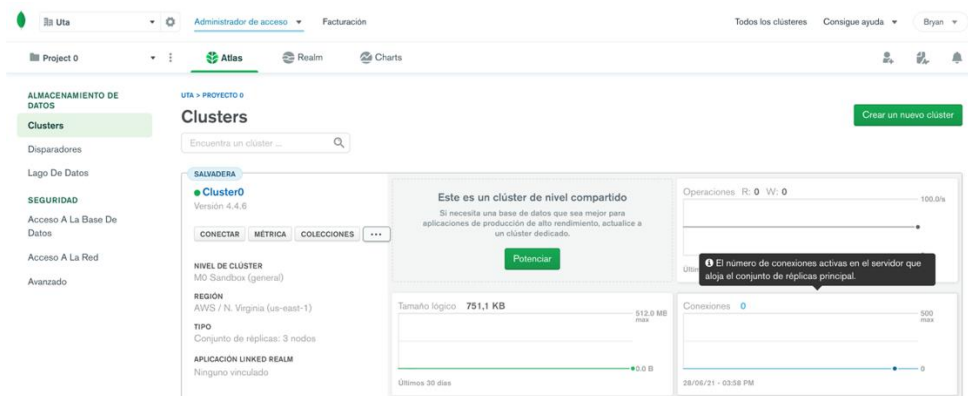 Uta
Administrador de acceso
Facturación
Todos los clústeres
Consigue ayuda
Bryan
Project 0
Atlas
Realm
Charts
ALMACENAMIENTO DE
DATOS
Clusters
Disparadores
Lago De Datos
SEGURIDAD
Acceso A La Base De
Datos
Acceso A La Red
Avanzado
UTA > PROYECTO 0
Clusters
Crear un nuevo clúster
Encuentra un clúster ...
SALVADERA
Cluster0
Versión 4.4.6
CONECTAR
MÉTRICA
COLECCIONES
...
NIVEL DE CLÚSTER
M0 Sandbox (general)
REGIÓN
AWS / N. Virginia (us-east-1)
TIPO
Conjunto de réplicas: 3 nodos
APLICACIÓN LINKED REALM
Ninguno vinculado
Este es un clúster de nivel compartido
Si necesita una base de datos que sea mejor para
aplicaciones de producción de alto rendimiento, actualice a
un clúster dedicado.
Potenciar
Operaciones R: 0 W: 0
100.0/s
El número de conexiones activas en el servidor que
aloja el conjunto de réplicas principal.
Tamaño lógico 751,1 KB
512.0 MB
max
0.0 B
Últimos 30 días
Conexiones 0
500
max
0
28/06/21 - 03:58 PM